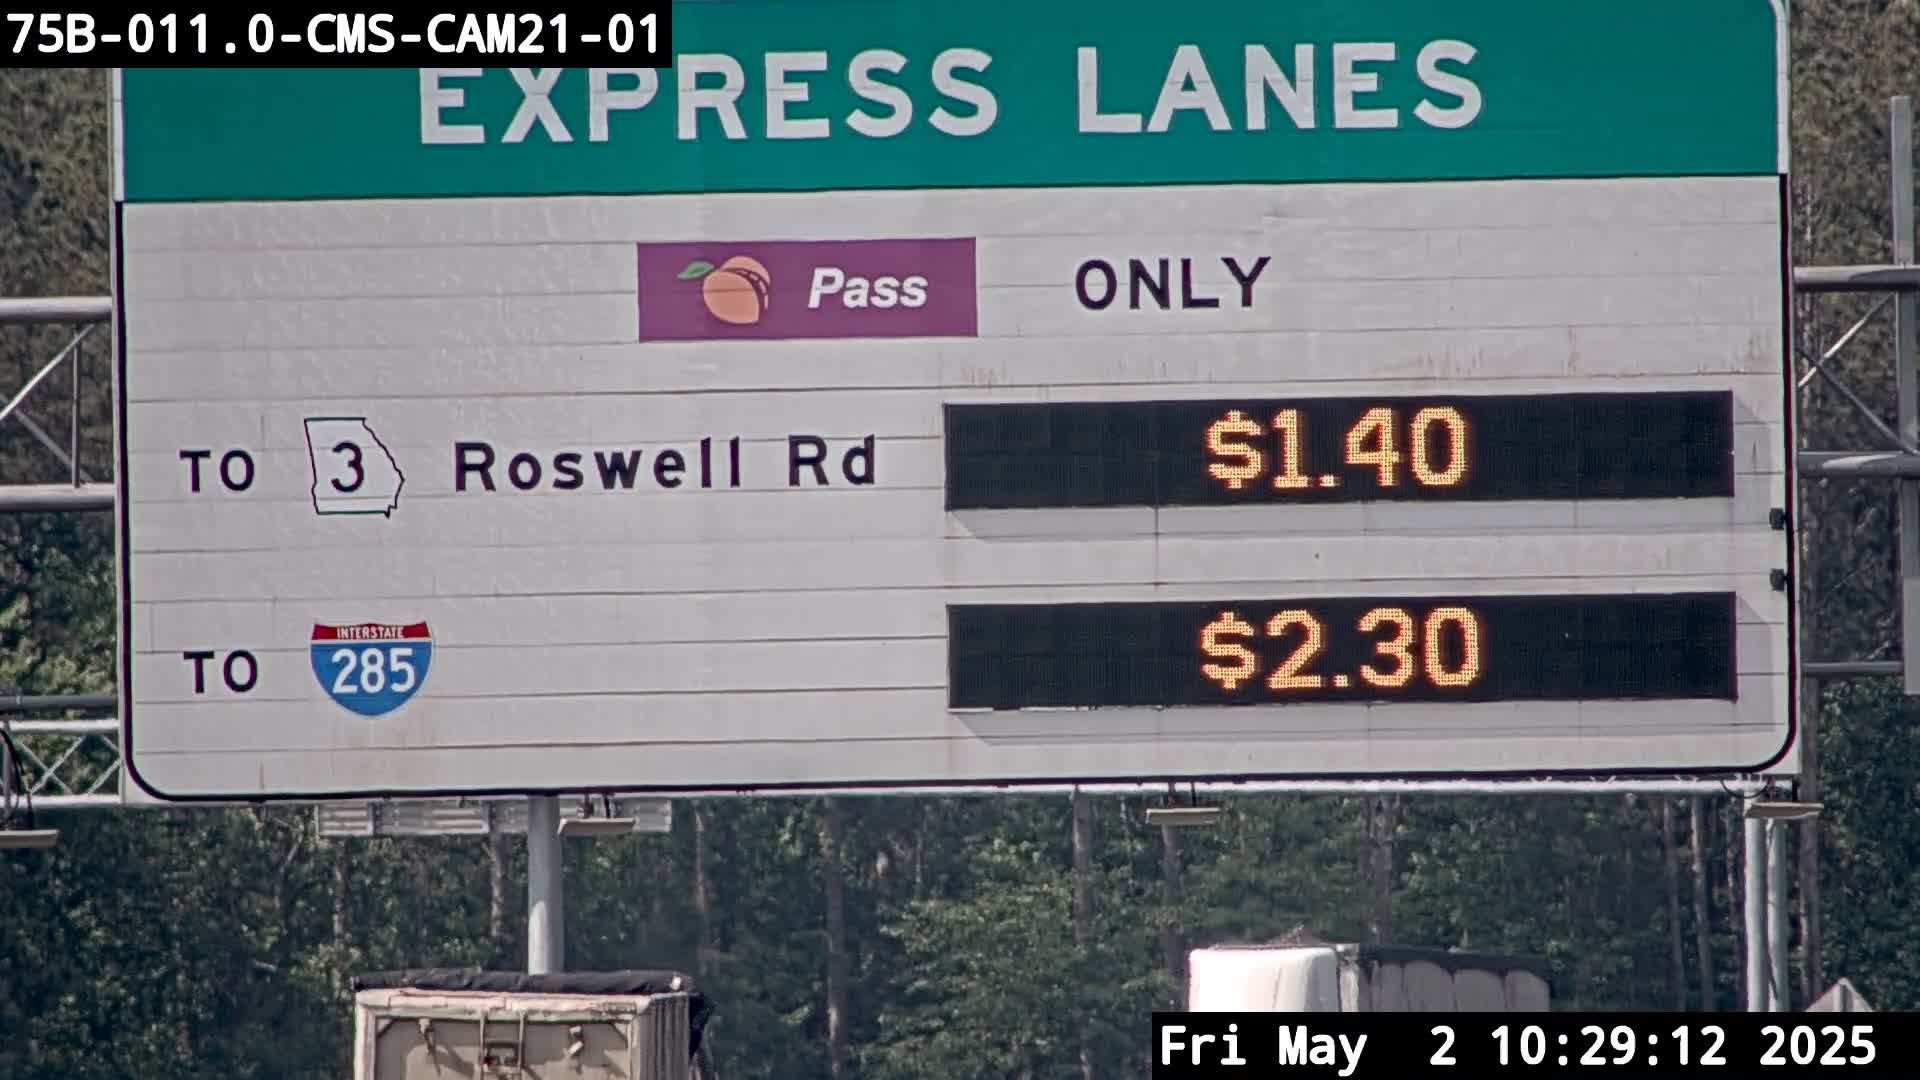 75B-011.0-CMS-CAM21-01
EXPRESS LANES
Pass ONLY
TO 3 Roswell Rd $1.40
INTERSTATE
TO 285 $2.30
Fri May 2 10:29:12 2025